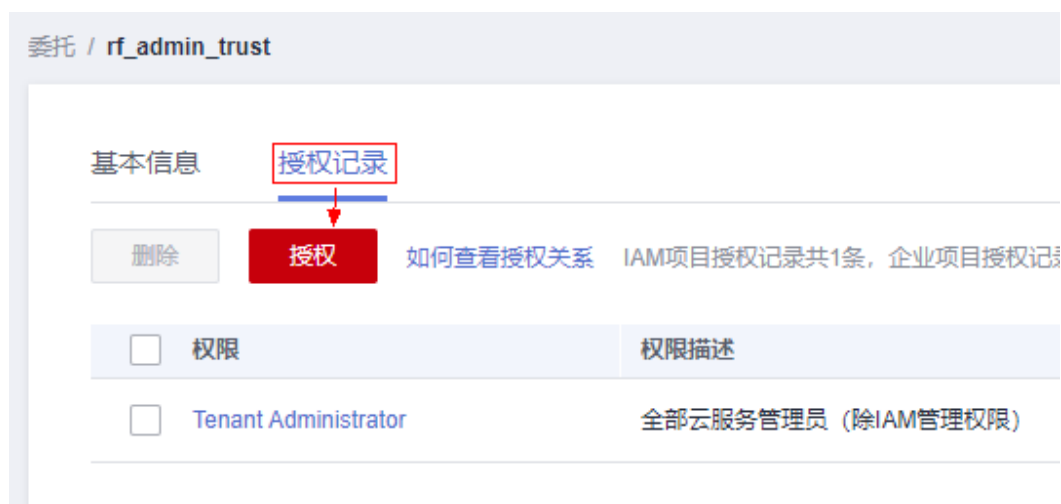 委托 / rf_admin_trust
基本信息 授权记录
删除 授权 如何查看授权关系 IAM项目授权记录共1条，企业项目授权记
权限 权限描述
Tenant Administrator 全部云服务管理员（除IAM管理权限）